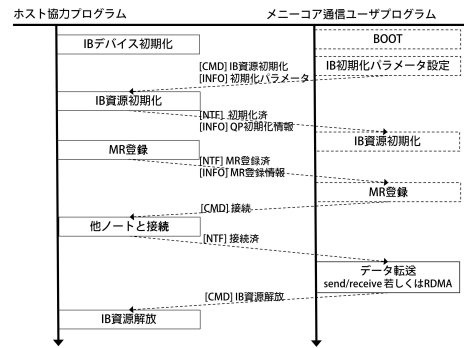 ホスト協力プログラム
メニーコア通信ユーザプログラム
IBデバイス初期化
BOOT
[CMD] IB資源初期化
[INFO] 初期化パラメータ
IB初期化パラメータ設定
IB資源初期化
[NTF] 初期化済
[INFO] QP初期化情報
IB資源初期化
MR登録
[NTF] MR登録済
[INFO] MR登録情報
MR登録
[CMD] 接続
他ノートと接続
[NTF] 接続済
データ転送
send/receive 若しくはRDMA
[CMD] IB資源解放
IB資源解放